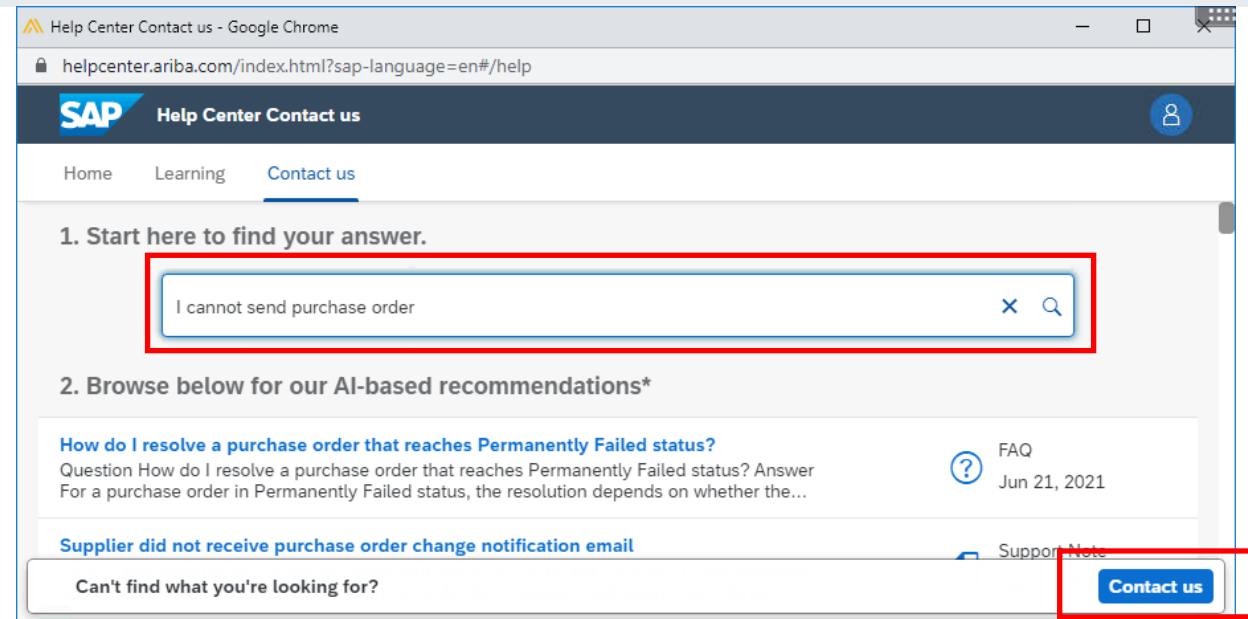 Help Center Contact us - Google Chrome
helpcenter.ariba.com/index.html?sap-language=en#/help
SAP Help Center Contact us
Home Learning Contact us
1. Start here to find your answer.
I cannot send purchase order
2. Browse below for our AI-based recommendations*
How do I resolve a purchase order that reaches Permanently Failed status?
Question How do I resolve a purchase order that reaches Permanently Failed status? Answer
For a purchase order in Permanently Failed status, the resolution depends on whether the...
FAQ
Jun 21, 2021
Supplier did not receive purchase order change notification email
Support Note
Can't find what you're looking for?
Contact us